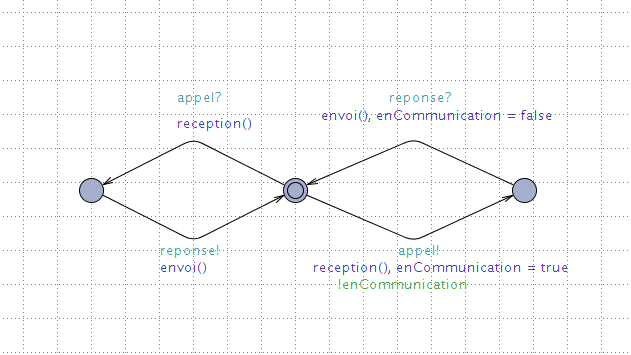 appel?
reception()
reponse?
envoi(), enCommunication = false
reponse!
envoi()
appel!
reception(), enCommunication = true
!enCommunication